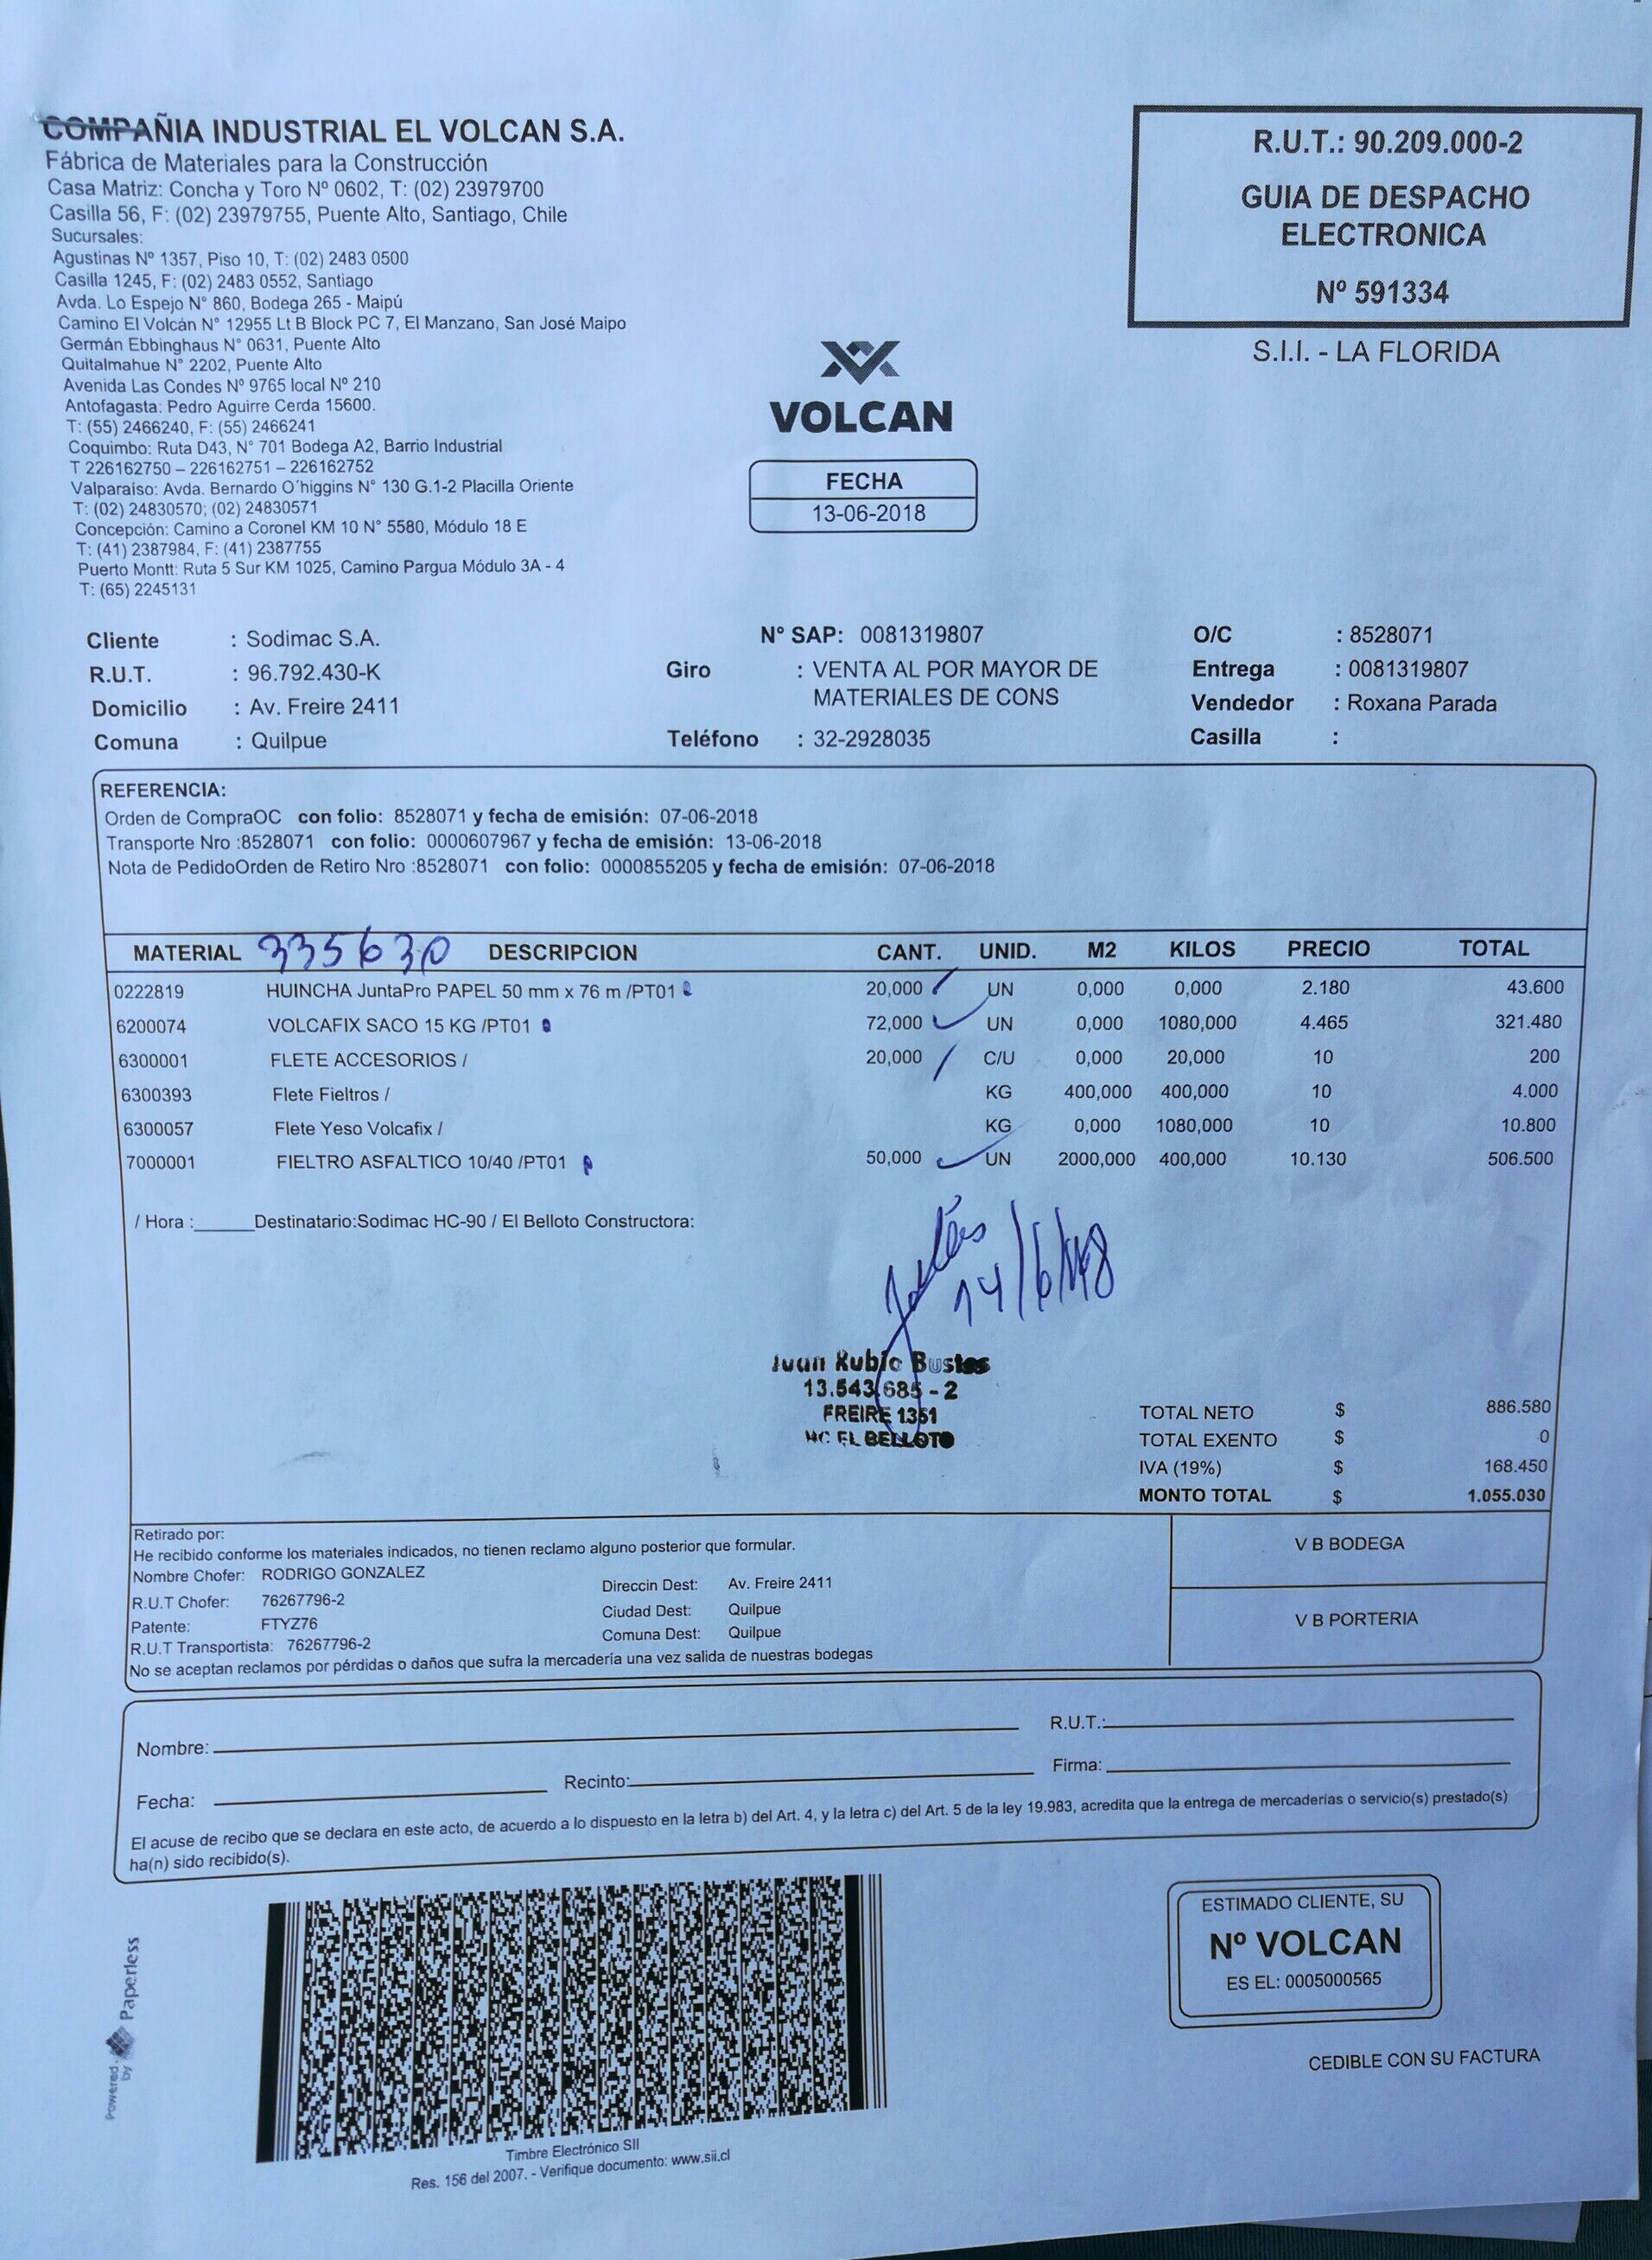 COMPAÑIA INDUSTRIAL EL VOLCAN S.A.
Fábrica de Materiales para la Construcción
Casa Matriz: Concha y Toro Nº 0602, T: (02) 23979700
Casilla 56, F: (02) 23979755, Puente Alto, Santiago, Chile
Sucursales:
Agustinas Nº 1357, Piso 10, T: (02) 2483 0500
Casilla 1245, F: (02) 2483 0552, Santiago
Avda. Lo Espejo N° 860, Bodega 265 - Maipú
Camino El Volcán N° 12955 Lt B Block PC 7, El Manzano, San José Maipo
Germán Ebbinghaus N° 0631, Puente Alto
Quitalmahue N° 2202, Puente Alto
Avenida Las Condes Nº 9765 local Nº 210
Antofagasta: Pedro Aguirre Cerda 15600.
T: (55) 2466240, F: (55) 2466241
Coquimbo: Ruta D43, N° 701 Bodega A2, Barrio Industrial
T 226162750 – 226162751 – 226162752
Valparaíso: Avda. Bernardo O'higgins N° 130 G.1-2 Placilla Oriente
T: (02) 24830570; (02) 24830571
Concepción: Camino a Coronel KM 10 N° 5580, Módulo 18 E
T: (41) 2387984, F: (41) 2387755
Puerto Montt: Ruta 5 Sur KM 1025, Camino Pargua Módulo 3A - 4
T: (65) 2245131
R.U.T.: 90.209.000-2
GUIA DE DESPACHO
ELECTRONICA
Nº 591334
S.I.I. - LA FLORIDA
VOLCAN
FECHA
13-06-2018
Cliente : Sodimac S.A. N° SAP: 0081319807 O/C : 8528071
R.U.T. : 96.792.430-K Giro : VENTA AL POR MAYOR DE Entrega : 0081319807
MATERIALES DE CONS
Domicilio : Av. Freire 2411 Vendedor : Roxana Parada
Comuna : Quilpue Teléfono : 32-2928035 Casilla :
REFERENCIA:
Orden de CompraOC con folio: 8528071 y fecha de emisión: 07-06-2018
Transporte Nro :8528071 con folio: 0000607967 y fecha de emisión: 13-06-2018
Nota de PedidoOrden de Retiro Nro :8528071 con folio: 0000855205 y fecha de emisión: 07-06-2018
MATERIAL 335630 DESCRIPCION CANT. UNID. M2 KILOS PRECIO TOTAL
0222819 HUINCHA JuntaPro PAPEL 50 mm x 76 m /PT01 20,000 UN 0,000 0,000 2.180 43.600
6200074 VOLCAFIX SACO 15 KG /PT01 72,000 UN 0,000 1080,000 4.465 321.480
6300001 FLETE ACCESORIOS / 20,000 C/U 0,000 20,000 10 200
6300393 Flete Fieltros / KG 400,000 400,000 10 4.000
6300057 Flete Yeso Volcafix / KG 0,000 1080,000 10 10.800
7000001 FIELTRO ASFALTICO 10/40 /PT01 50,000 UN 2000,000 400,000 10.130 506.500
/ Hora :______Destinatario:Sodimac HC-90 / El Belloto Constructora:
14/6/18
Juan Rubio Bustos
13.543.685 - 2
FREIRE 1351
HC EL BELLOTO
TOTAL NETO $ 886.580
TOTAL EXENTO $ 0
IVA (19%) $ 168.450
MONTO TOTAL $ 1.055.030
Retirado por:
He recibido conforme los materiales indicados, no tienen reclamo alguno posterior que formular.
Nombre Chofer: RODRIGO GONZALEZ
R.U.T Chofer: 76267796-2 Direccin Dest: Av. Freire 2411
Patente: FTYZ76 Ciudad Dest: Quilpue
R.U.T Transportista: 76267796-2 Comuna Dest: Quilpue
No se aceptan reclamos por pérdidas o daños que sufra la mercadería una vez salida de nuestras bodegas
V B BODEGA
V B PORTERIA
Nombre: R.U.T.:
Fecha: Recinto: Firma:
El acuse de recibo que se declara en este acto, de acuerdo a lo dispuesto en la letra b) del Art. 4, y la letra c) del Art. 5 de la ley 19.983, acredita que la entrega de mercaderías o servicio(s) prestado(s)
ha(n) sido recibido(s).
Powered by Paperless
Timbre Electrónico SII
Res. 156 del 2007. - Verifique documento: www.sii.cl
ESTIMADO CLIENTE, SU
Nº VOLCAN
ES EL: 0005000565
CEDIBLE CON SU FACTURA